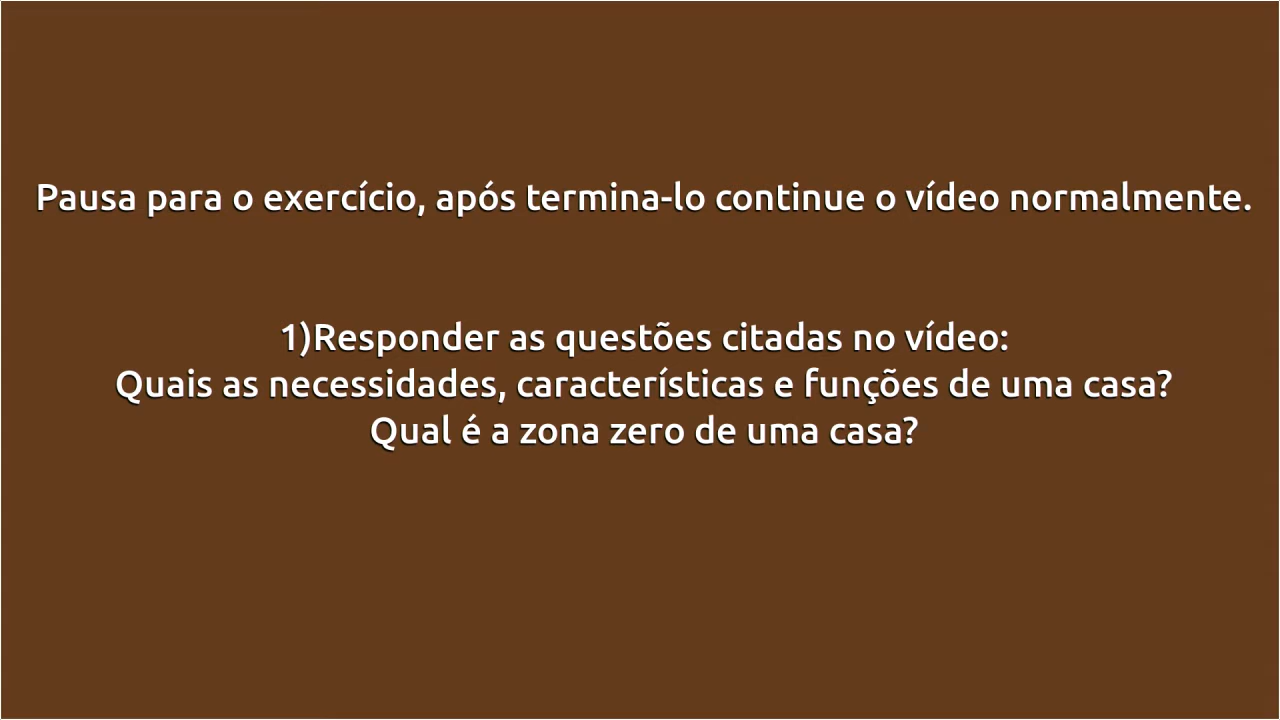 Pausa para o exercício, após termina-lo continue o vídeo normalmente.
1)Responder as questões citadas no vídeo:
Quais as necessidades, características e funções de uma casa?
Qual é a zona zero de uma casa?